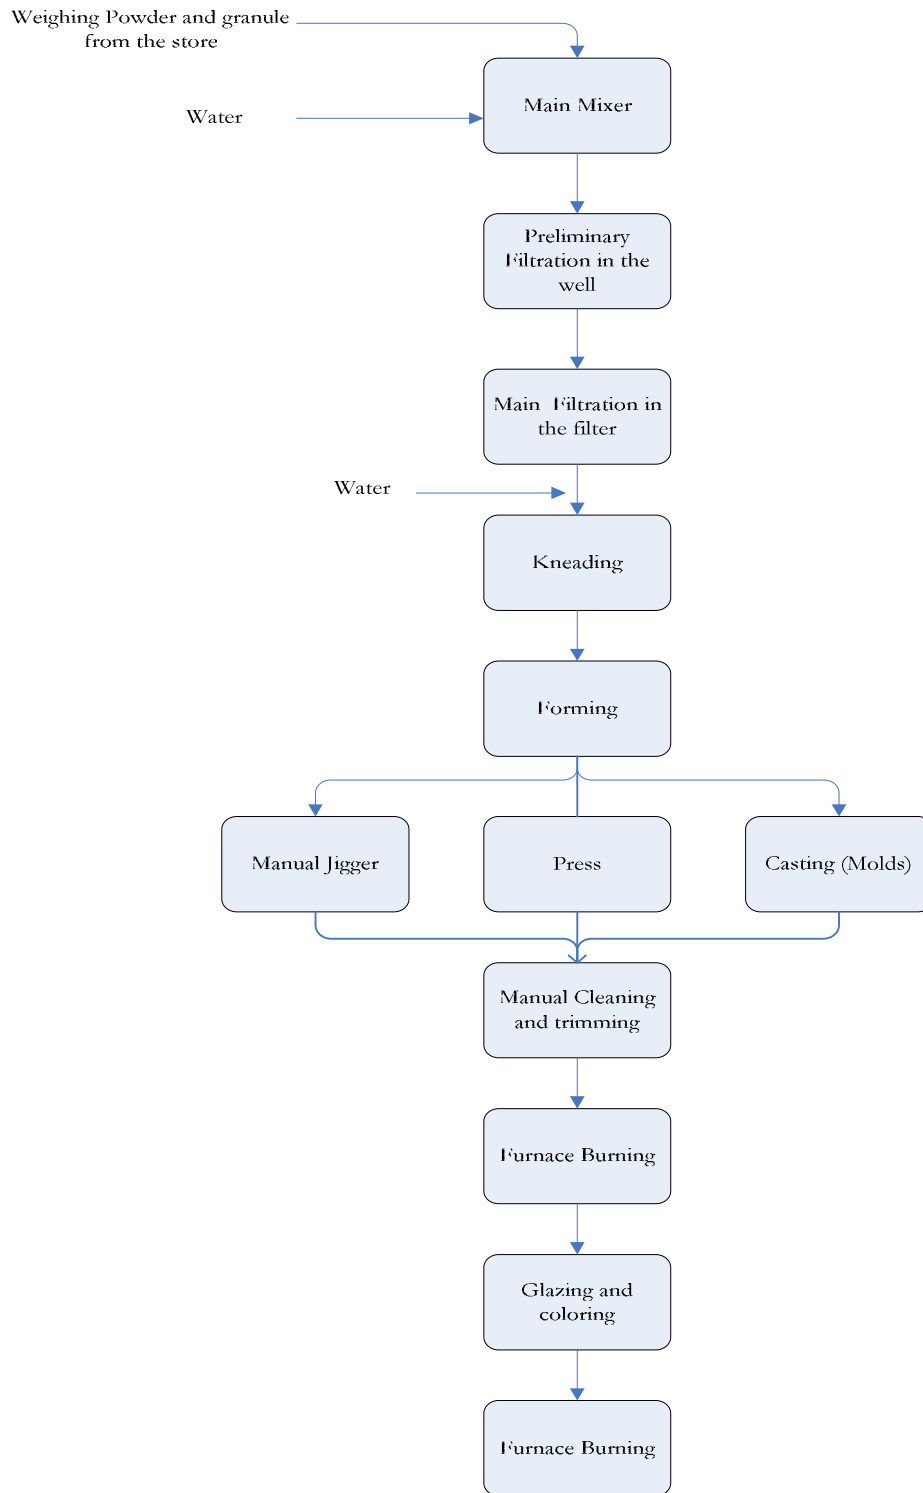 Weighing Powder and granule
from the store
Main Mixer
Water
Preliminary
Filtration in the
well
Main Filtration in
the filter
Water
Kneading
Forming
Manual Jigger
Press
Casting (Molds)
Manual Cleaning
and trimming
Furnace Burning
Glazing and
coloring
Furnace Burning